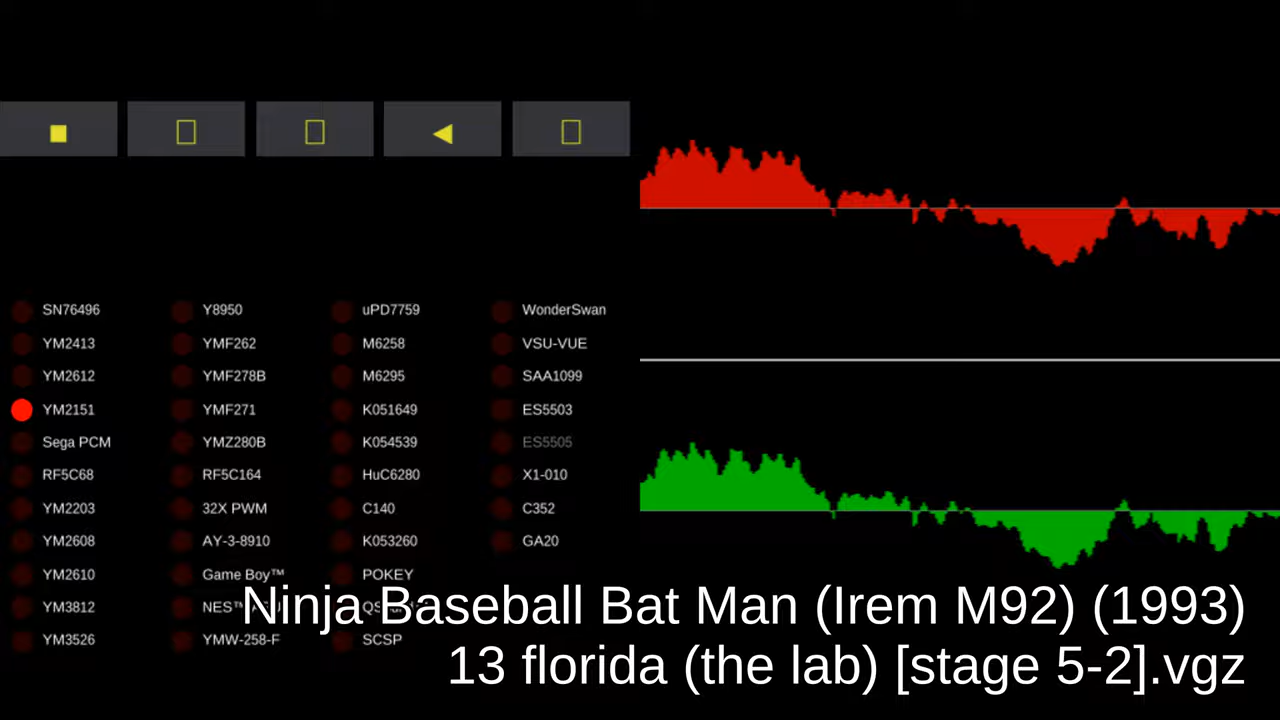 SN76496 Y8950 uPD7759 WonderSwan
YM2413 YMF262 M6258 VSU-VUE
YM2612 YMF278B M6295 SAA1099
YM2151 YMF271 K051649 ES5503
Sega PCM YMZ280B K054539 ES5505
RF5C68 RF5C164 HuC6280 X1-010
YM2203 32X PWM C140 C352
YM2608 AY-3-8910 K053260 GA20
YM2610 Game Boy™ POKEY
YM3812 NES™
YM3526 YMW-258-F SCSP
Ninja Baseball Bat Man (Irem M92) (1993)
13 florida (the lab) [stage 5-2].vgz